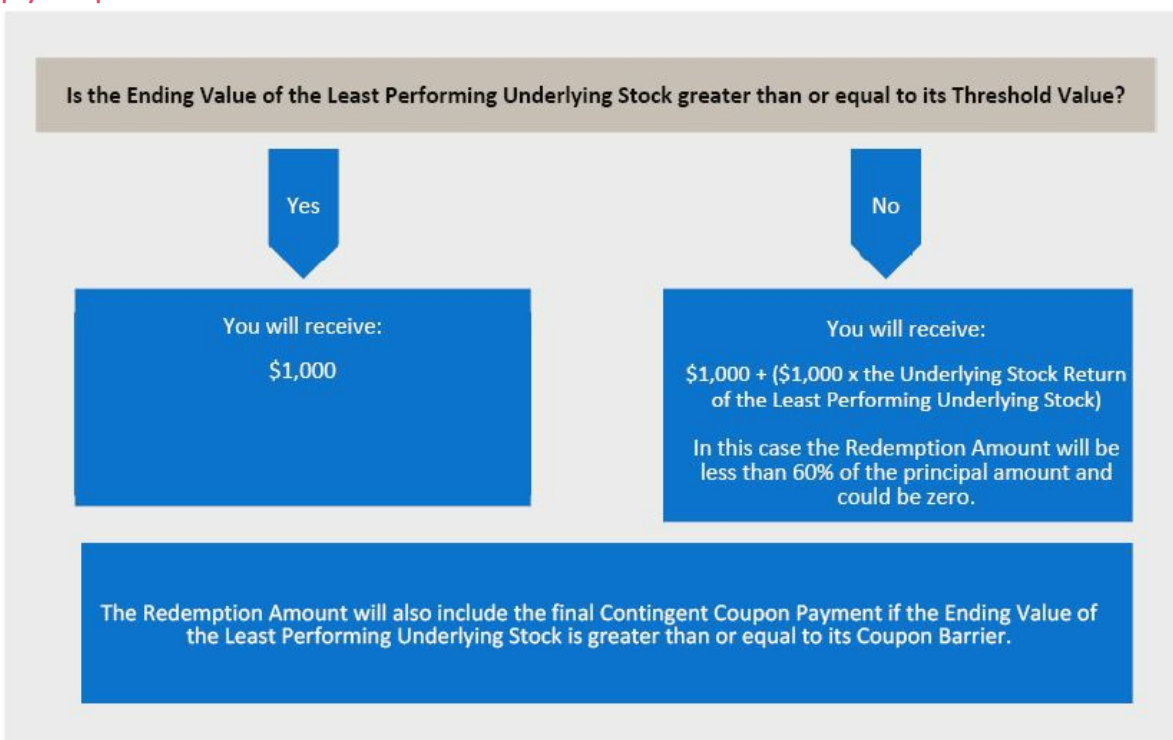 Is the Ending Value of the Least Performing Underlying Stock greater than or equal to its Threshold Value?
Yes
No
You will receive:
$1,000
You will receive:
$1,000 + ($1,000 x the Underlying Stock Return
of the Least Performing Underlying Stock)
In this case the Redemption Amount will be
less than 60% of the principal amount and
could be zero.
The Redemption Amount will also include the final Contingent Coupon Payment if the Ending Value of
the Least Performing Underlying Stock is greater than or equal to its Coupon Barrier.